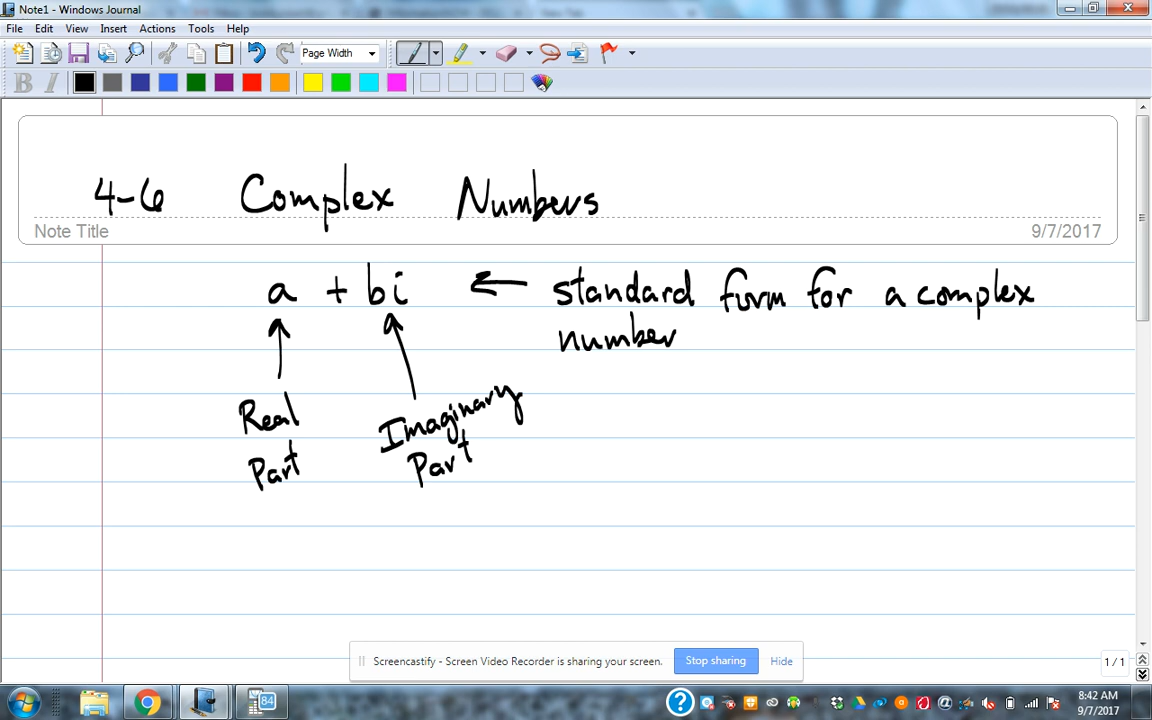 Note1 - Windows Journal
File Edit View Insert Actions Tools Help
Page Width
B I
4-6 Complex Numbers
Note Title
9/7/2017
a + bi ← standard form for a complex
number
Real
Part
Imaginary
Part
Screencastify - Screen Video Recorder is sharing your screen. Stop sharing Hide
1 / 1
84
8:42 AM
9/7/2017